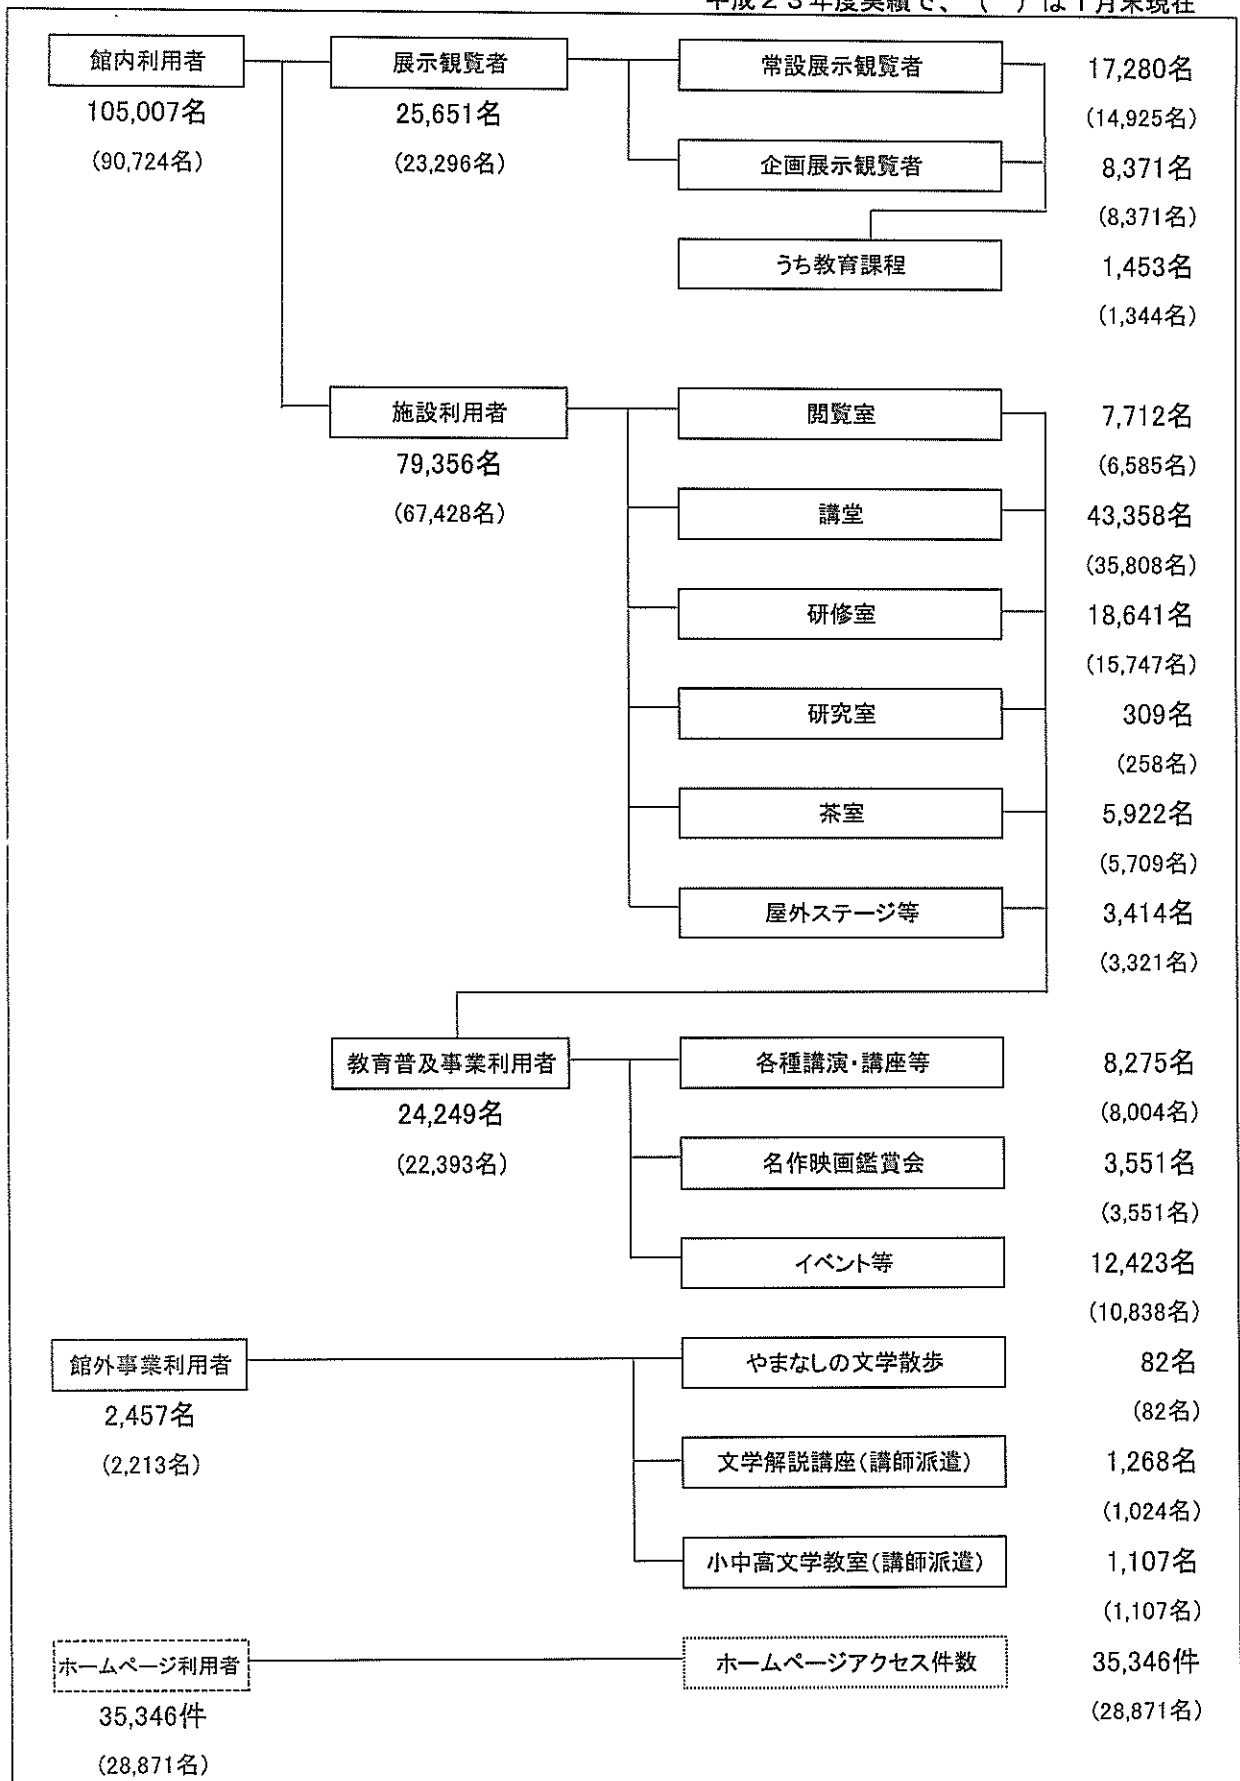 平成23年度実績で、（　）は1月末現在
館内利用者 展示観覧者 常設展示観覧者 17,280名
105,007名 25,651名 (14,925名)
(90,724名) (23,296名) 企画展示観覧者 8,371名
(8,371名)
うち教育課程 1,453名
(1,344名)
施設利用者 閲覧室 7,712名
79,356名 (6,585名)
(67,428名) 講堂 43,358名
(35,808名)
研修室 18,641名
(15,747名)
研究室 309名
(258名)
茶室 5,922名
(5,709名)
屋外ステージ等 3,414名
(3,321名)
教育普及事業利用者 各種講演・講座等 8,275名
24,249名 (8,004名)
(22,393名) 名作映画鑑賞会 3,551名
(3,551名)
イベント等 12,423名
(10,838名)
館外事業利用者 やまなしの文学散歩 82名
2,457名 (82名)
(2,213名) 文学解説講座(講師派遣) 1,268名
(1,024名)
小中高文学教室(講師派遣) 1,107名
(1,107名)
ホームページ利用者 ホームページアクセス件数 35,346件
35,346件 (28,871名)
(28,871名)